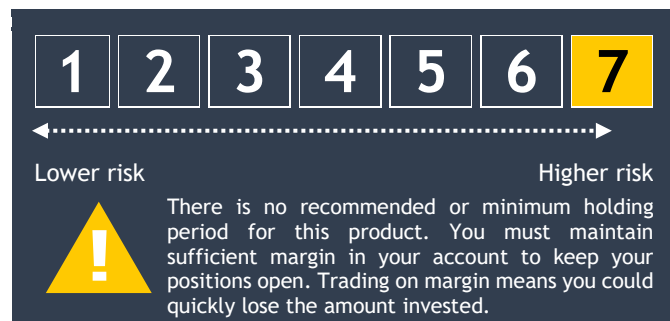 1 2 3 4 5 6 7
Lower risk Higher risk
There is no recommended or minimum holding
period for this product. You must maintain
sufficient margin in your account to keep your
positions open. Trading on margin means you could
quickly lose the amount invested.